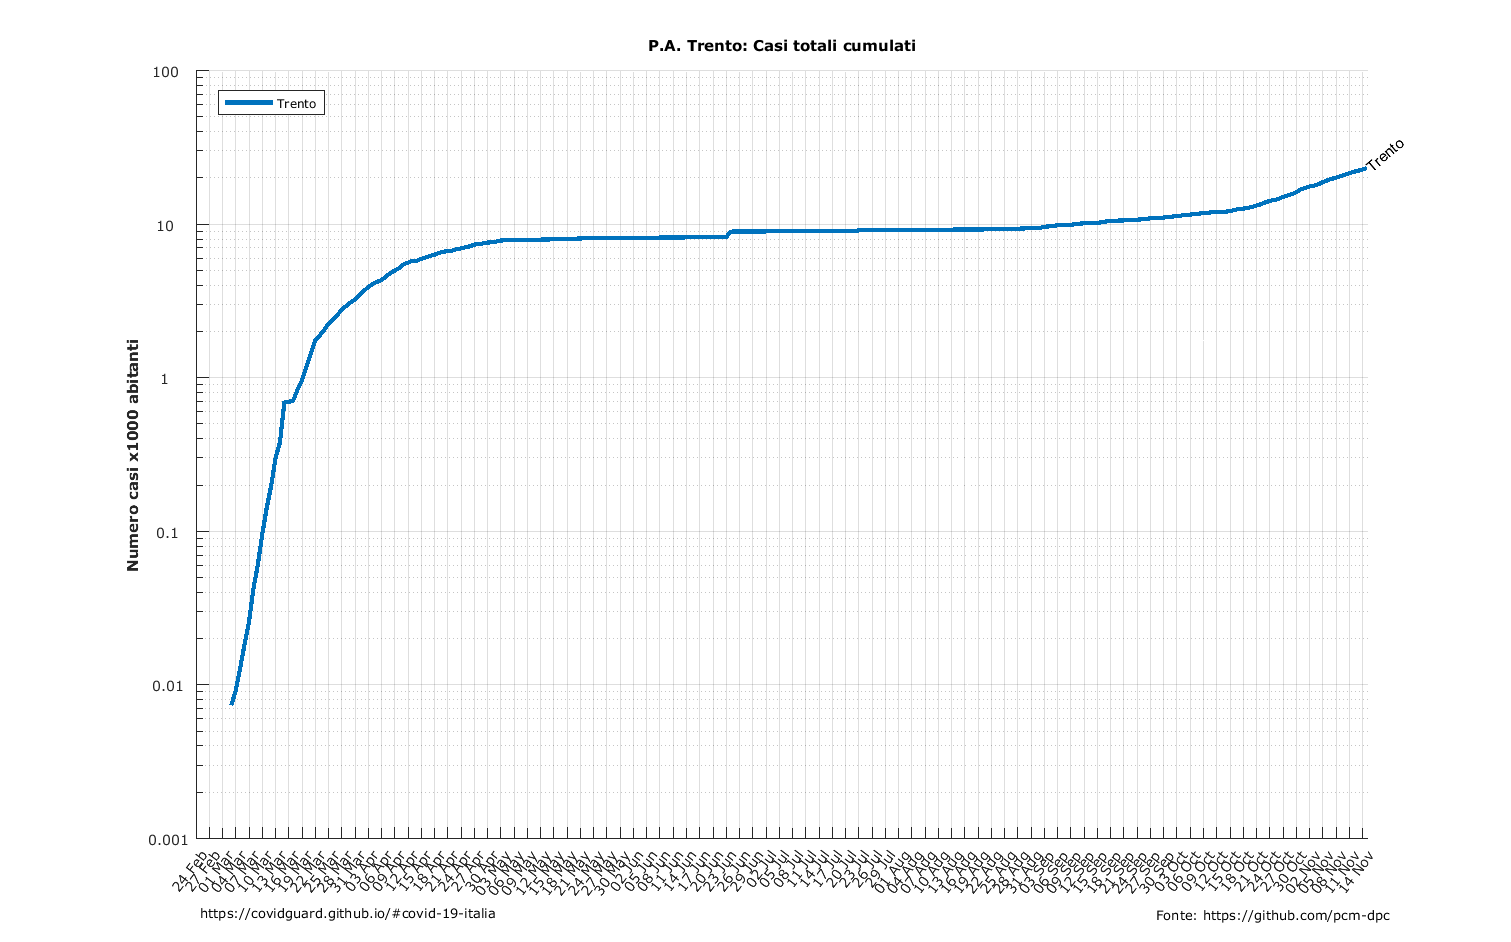 P.A. Trento: Casi totali cumulati
100
10
1
0.1
0.01
0.001
Numero casi x1000 abitanti
Trento
Trento
24 Feb
27 Feb
01 Mar
04 Mar
07 Mar
10 Mar
13 Mar
16 Mar
19 Mar
22 Mar
25 Mar
28 Mar
31 Mar
03 Apr
06 Apr
09 Apr
12 Apr
15 Apr
18 Apr
21 Apr
24 Apr
27 Apr
30 Apr
03 May
06 May
09 May
12 May
15 May
18 May
21 May
24 May
27 May
30 May
02 Jun
05 Jun
08 Jun
11 Jun
14 Jun
17 Jun
20 Jun
23 Jun
26 Jun
29 Jun
02 Jul
05 Jul
08 Jul
11 Jul
14 Jul
17 Jul
20 Jul
23 Jul
26 Jul
29 Jul
01 Aug
04 Aug
07 Aug
10 Aug
13 Aug
16 Aug
19 Aug
22 Aug
25 Aug
28 Aug
31 Aug
03 Sep
06 Sep
09 Sep
12 Sep
15 Sep
18 Sep
21 Sep
24 Sep
27 Sep
30 Sep
03 Oct
06 Oct
09 Oct
12 Oct
15 Oct
18 Oct
21 Oct
24 Oct
27 Oct
30 Oct
02 Nov
05 Nov
08 Nov
11 Nov
14 Nov
https://covidguard.github.io/#covid-19-italia
Fonte: https://github.com/pcm-dpc